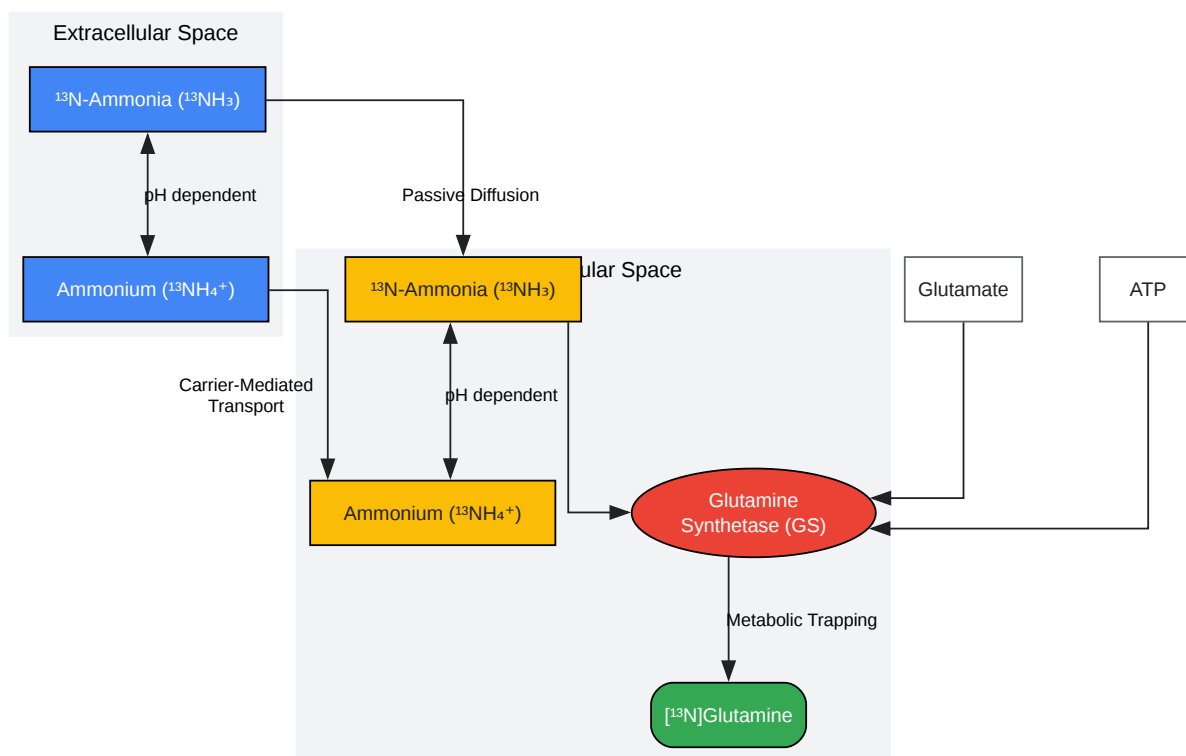 Extracellular Space
¹³N-Ammonia (¹³NH₃)
pH dependent
Passive Diffusion
Ammonium (¹³NH₄⁺)
ular Space
¹³N-Ammonia (¹³NH₃)
Glutamate
ATP
Carrier-Mediated
Transport
pH dependent
Ammonium (¹³NH₄⁺)
Glutamine
Synthetase (GS)
Metabolic Trapping
[¹³N]Glutamine